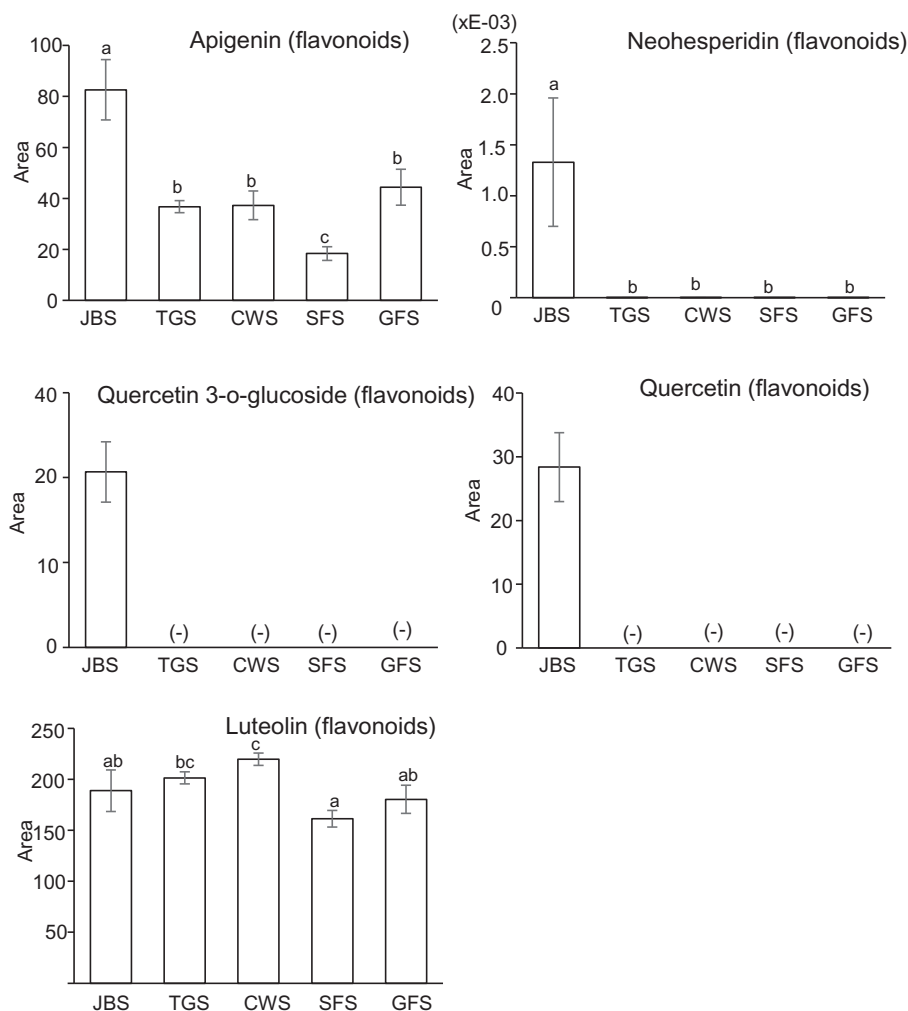 Apigenin (flavonoids)
100
80
60
40
20
0
Area
a
b
b
c
b
JBS TGS CWS SFS GFS
(xE-03)
Neohesperidin (flavonoids)
2.5
2.0
1.5
1.0
0.5
0
Area
a
b
b
b
b
JBS TGS CWS SFS GFS
Quercetin 3-o-glucoside (flavonoids)
40
20
10
0
Area
(-) (-) (-) (-)
JBS TGS CWS SFS GFS
Quercetin (flavonoids)
40
30
20
10
0
Area
(-) (-) (-) (-)
JBS TGS CWS SFS GFS
Luteolin (flavonoids)
250
200
150
100
50
Area
ab
bc
c
a
ab
JBS TGS CWS SFS GFS